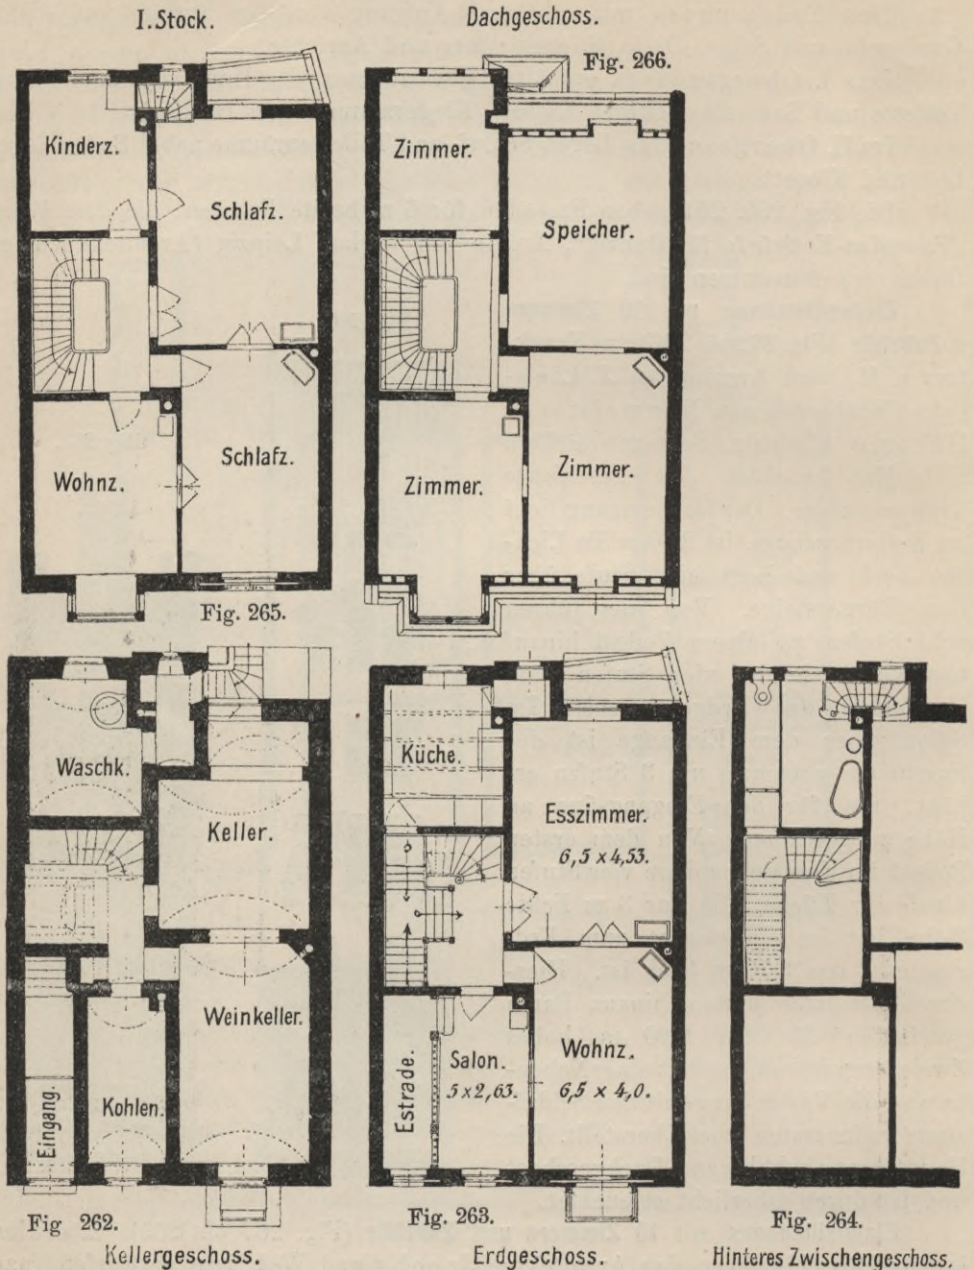 I. Stock.
Dachgeschoss.
Fig. 266.
Kinderz.
Schlafz.
Wohnz.
Schlafz.
Fig. 265.
Zimmer.
Speicher.
Zimmer.
Zimmer.
Waschk.
Keller.
Weinkeller.
Kohlen.
Eingang.
Fig 262.
Kellergeschoss.
Küche.
Esszimmer.
6,5 x 4,53.
Estrade.
Salon.
5 x 2,63.
Wohnz.
6,5 x 4,0.
Fig. 263.
Erdgeschoss.
Fig. 264.
Hinteres Zwischengeschoss.